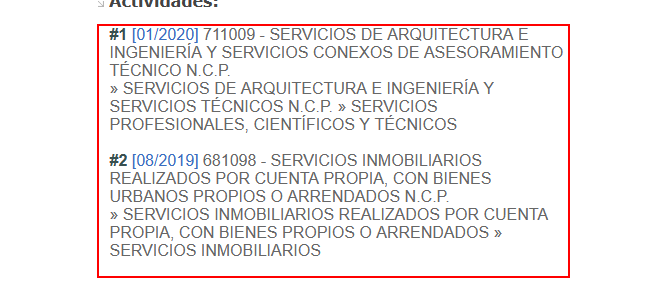 Actividades:
#1 [01/2020] 711009 - SERVICIOS DE ARQUITECTURA E
INGENIERÍA Y SERVICIOS CONEXOS DE ASESORAMIENTO
TÉCNICO N.C.P.
» SERVICIOS DE ARQUITECTURA E INGENIERÍA Y
SERVICIOS TÉCNICOS N.C.P. » SERVICIOS
PROFESIONALES, CIENTÍFICOS Y TÉCNICOS
#2 [08/2019] 681098 - SERVICIOS INMOBILIARIOS
REALIZADOS POR CUENTA PROPIA, CON BIENES
URBANOS PROPIOS O ARRENDADOS N.C.P.
» SERVICIOS INMOBILIARIOS REALIZADOS POR CUENTA
PROPIA, CON BIENES PROPIOS O ARRENDADOS »
SERVICIOS INMOBILIARIOS